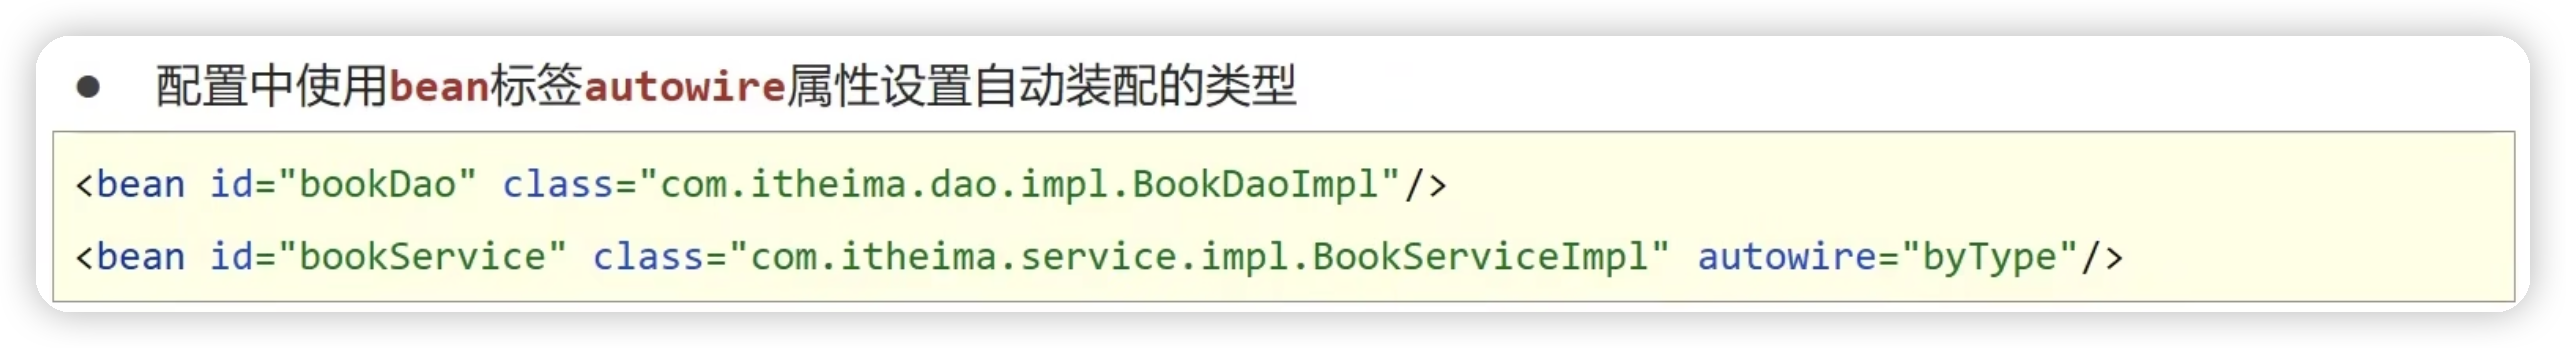 ● 配置中使用bean标签autowire属性设置自动装配的类型
<bean id="bookDao" class="com.itheima.dao.impl.BookDaoImpl"/>
<bean id="bookService" class="com.itheima.service.impl.BookServiceImpl" autowire="byType"/>